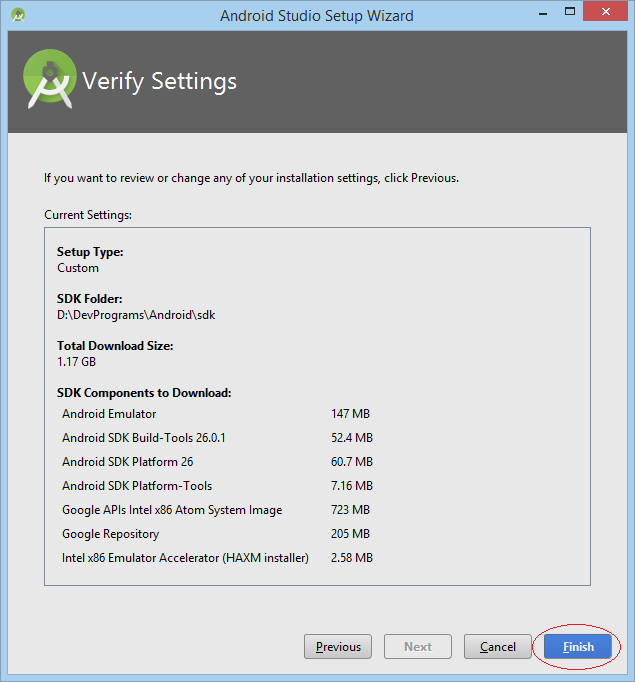 Android Studio Setup Wizard
Verify Settings
If you want to review or change any of your installation settings, click Previous.
Current Settings:
Setup Type:
Custom
SDK Folder:
D:\DevPrograms\Android\sdk
Total Download Size:
1.17 GB
SDK Components to Download:
Android Emulator 147 MB
Android SDK Build-Tools 26.0.1 52.4 MB
Android SDK Platform 26 60.7 MB
Android SDK Platform-Tools 7.16 MB
Google APIs Intel x86 Atom System Image 723 MB
Google Repository 205 MB
Intel x86 Emulator Accelerator (HAXM installer) 2.58 MB
Previous Next Cancel Finish